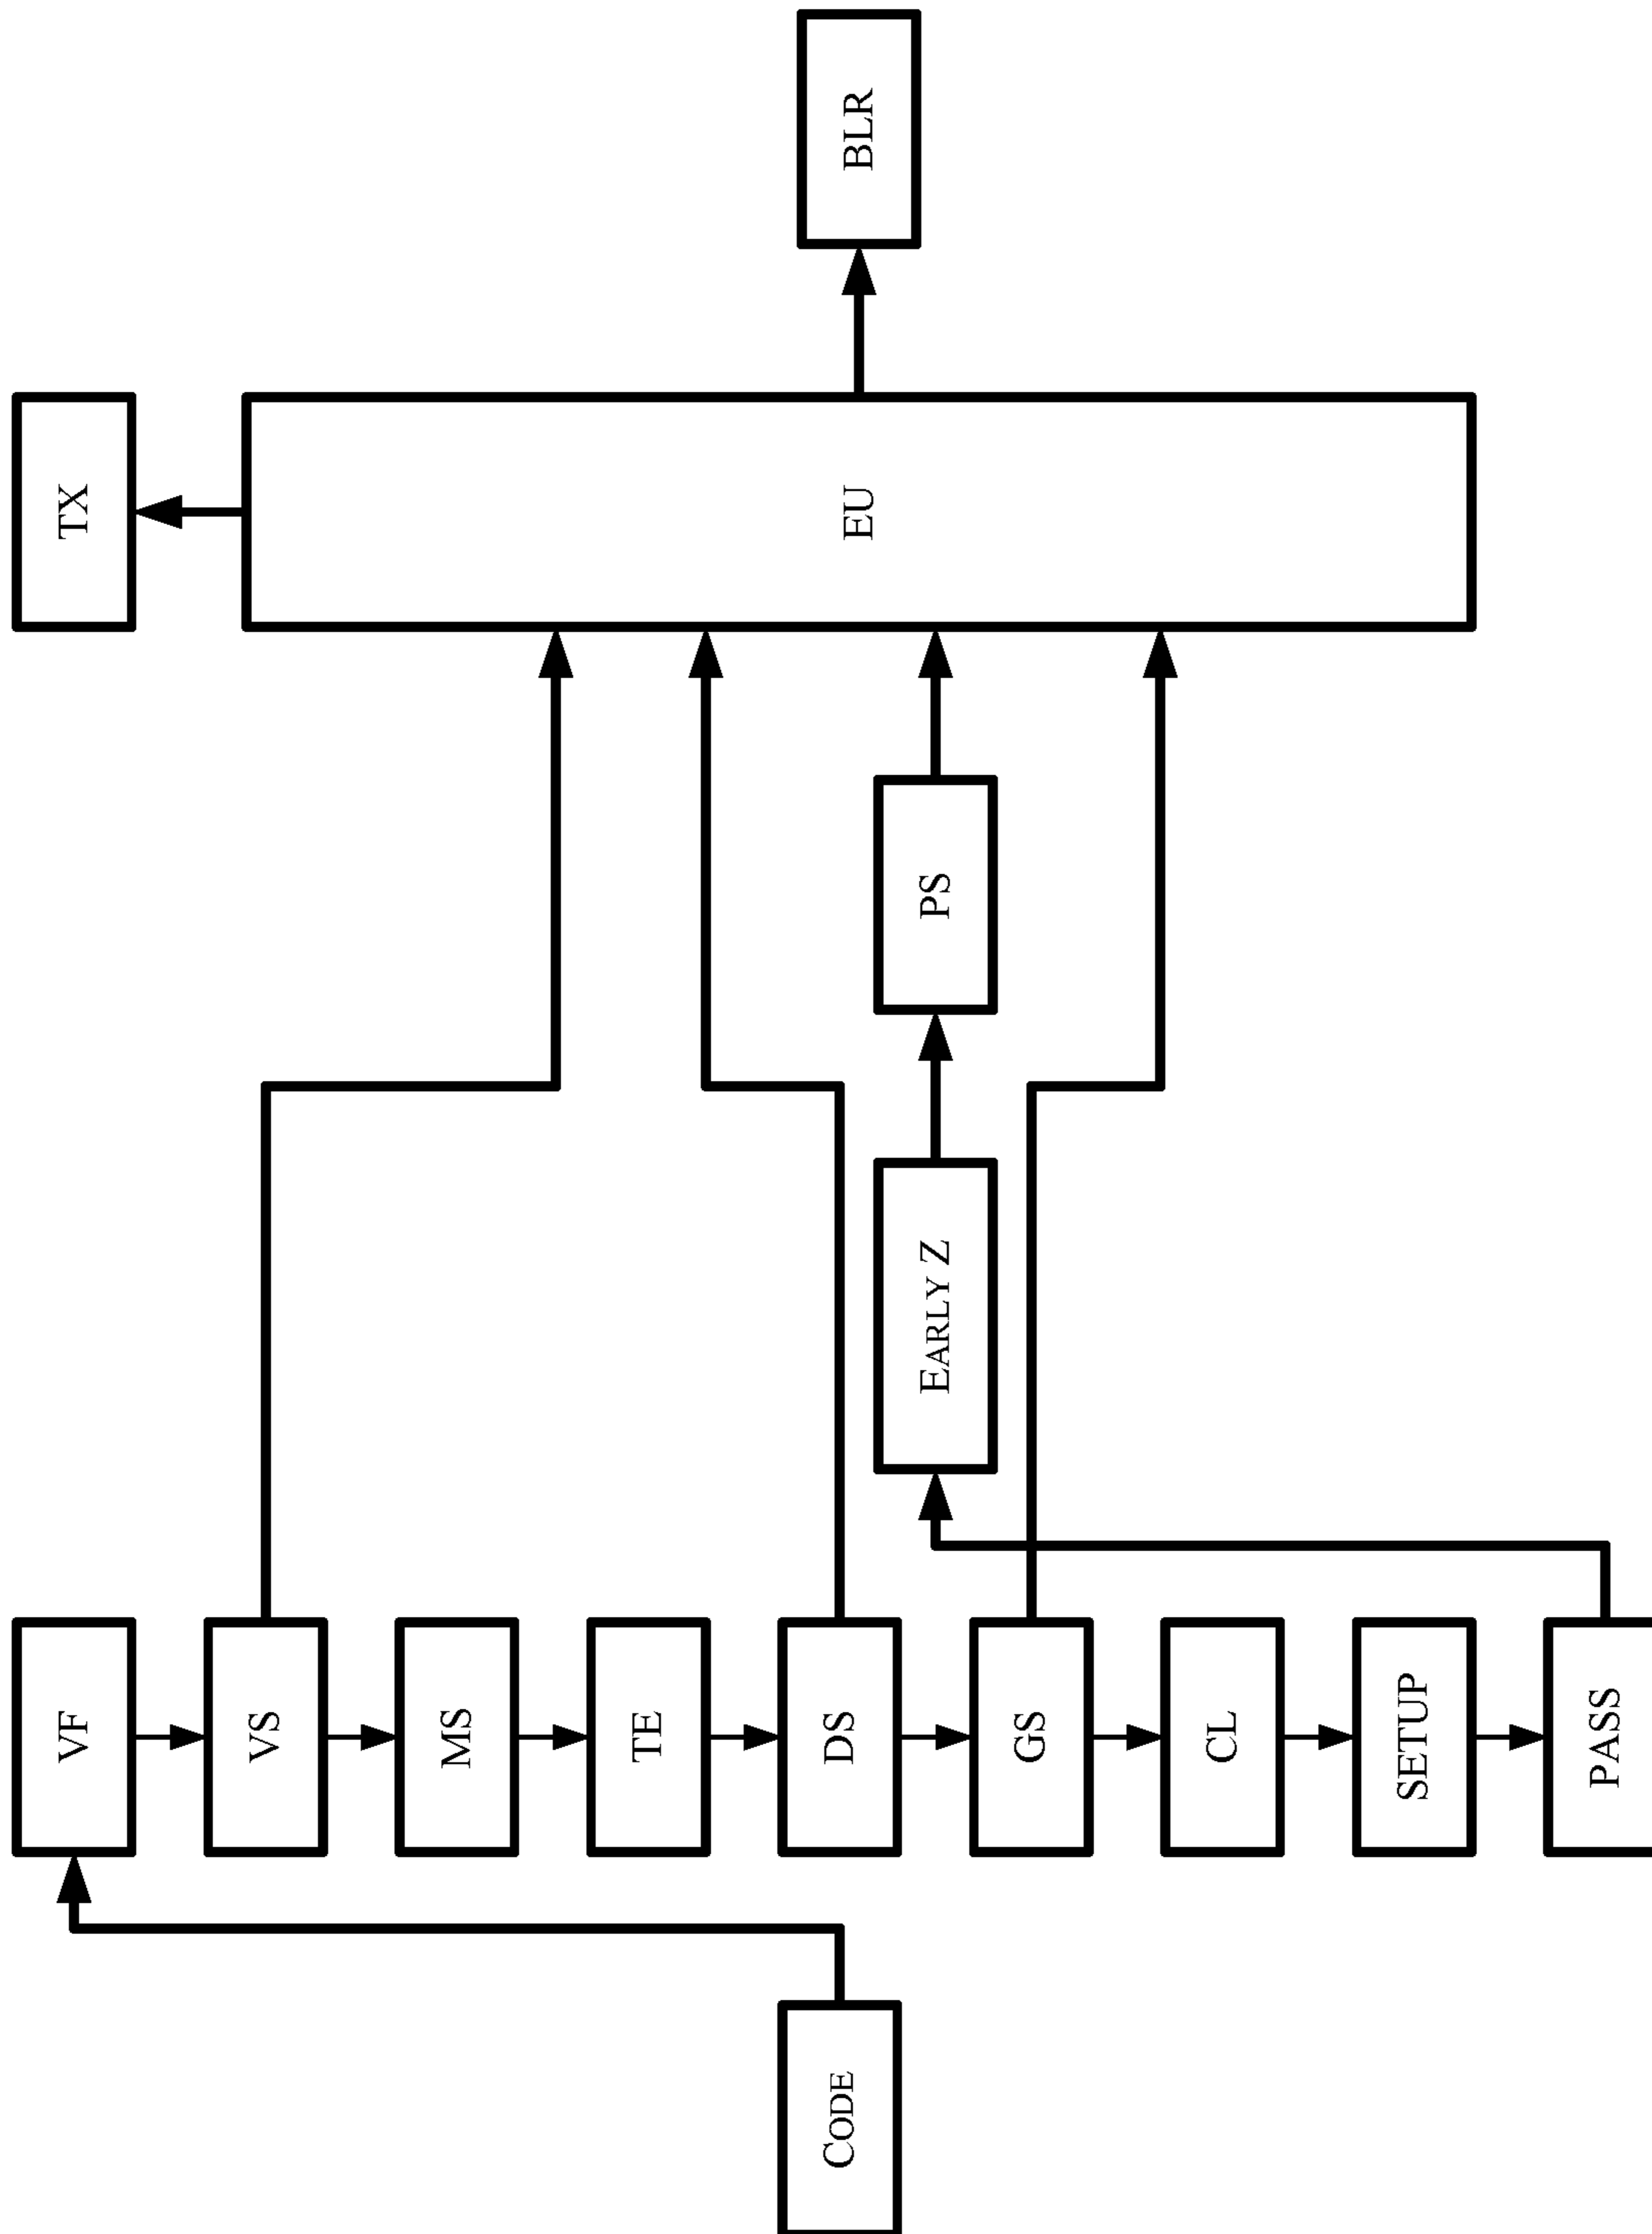 CODE
VF
VS
MS
TE
DS
GS
CL
SETUP
PASS
EARLY Z
PS
TX
EU
BLR